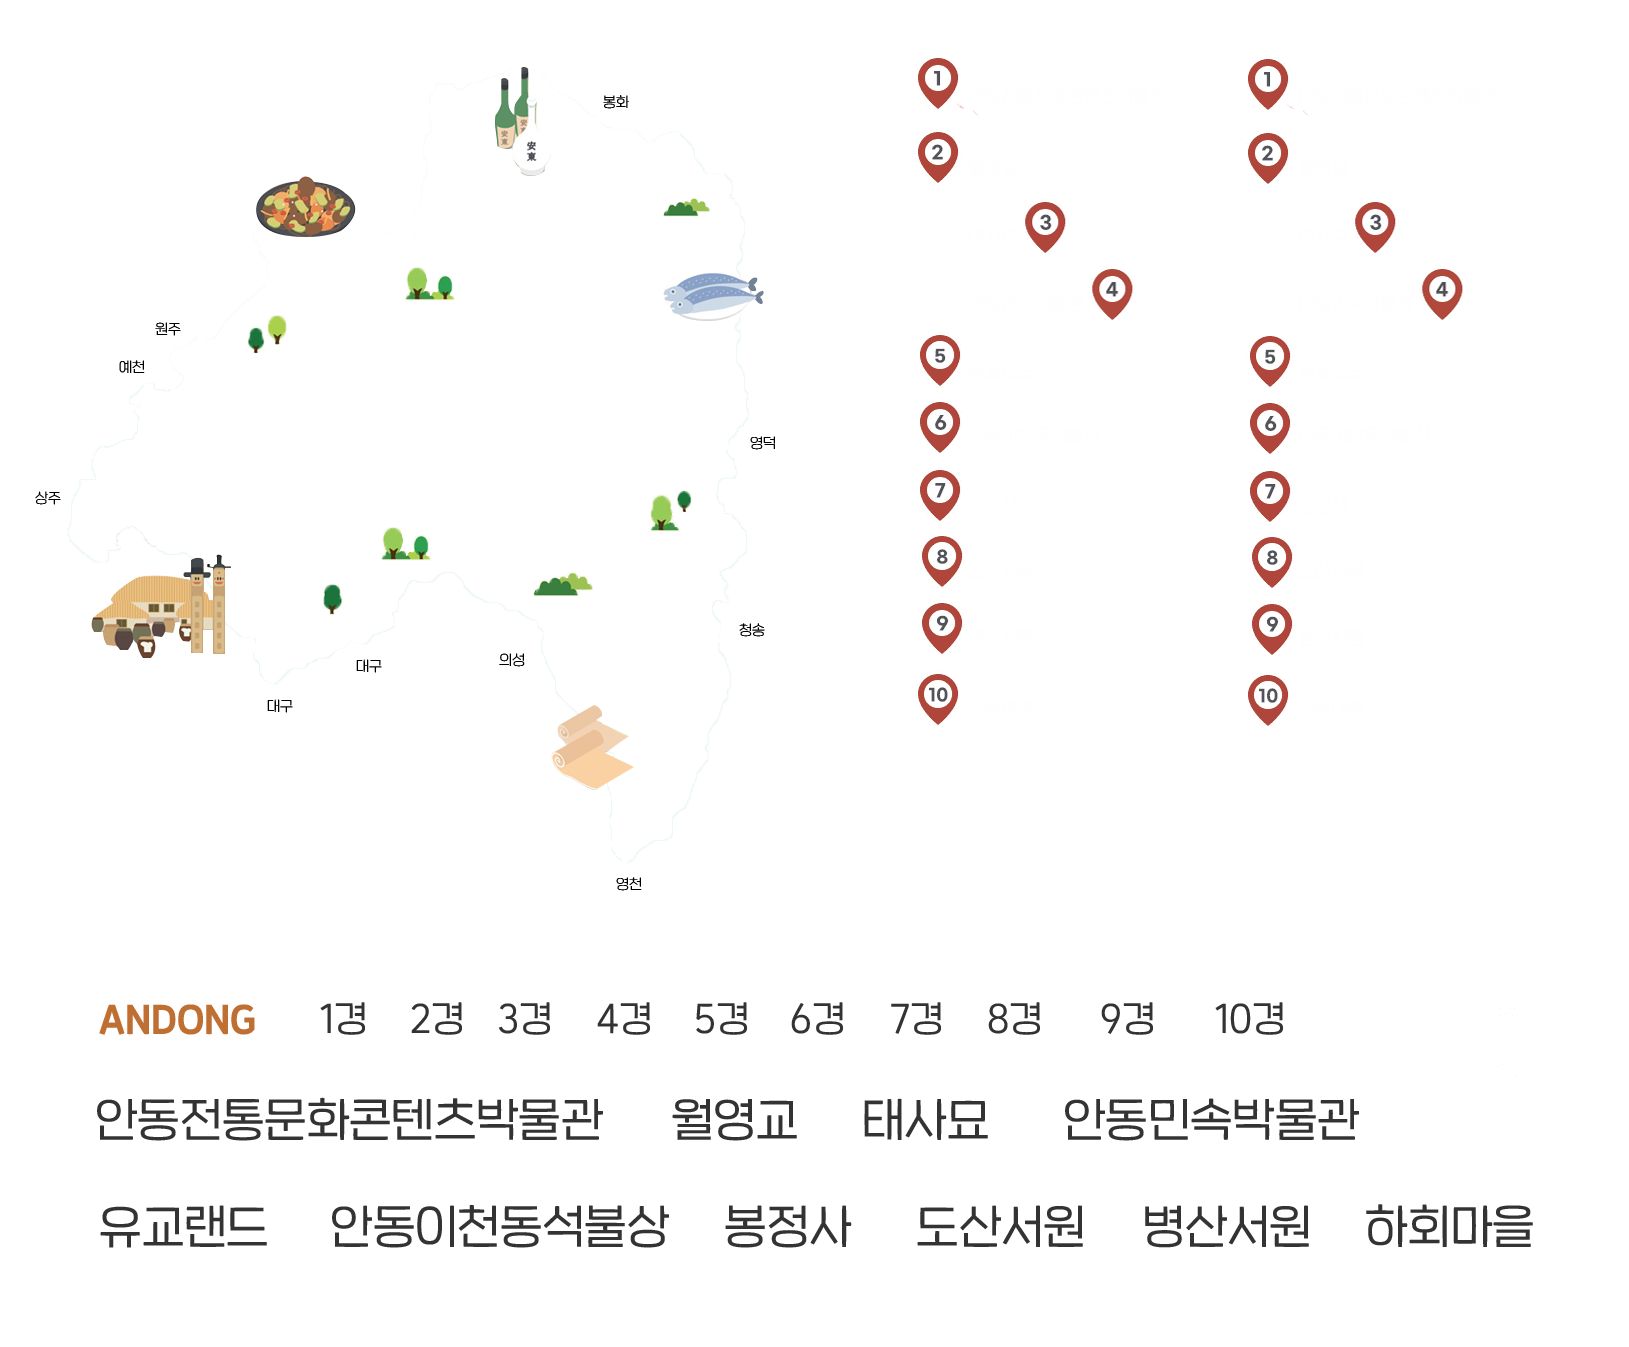 봉화
安東
安東
安東
원주
예천
영덕
상주
청송
의성
대구
대구
영천
1 1
2 2
3 3
4 4
5 5
6 6
7 7
8 8
9 9
10 10
ANDONG 1경 2경 3경 4경 5경 6경 7경 8경 9경 10경
안동전통문화콘텐츠박물관 월영교 태사묘 안동민속박물관
유교랜드 안동이천동석불상 봉정사 도산서원 병산서원 하회마을